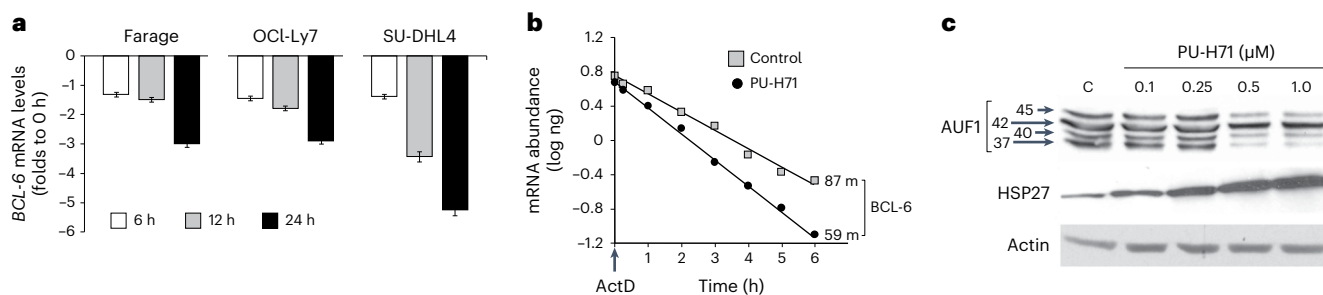 a
Farage
OCl-Ly7
SU-DHL4
BCL-6 mRNA levels
(folds to 0 h)
0
–1
–2
–3
–4
–5
–6
6 h
12 h
24 h
b
mRNA abundance
(log ng)
1.2
0.8
0.4
0
–0.4
–0.8
–1.2
Control
PU-H71
87 m
BCL-6
59 m
1 2 3 4 5 6
ActD
Time (h)
c
PU-H71 (μM)
C 0.1 0.25 0.5 1.0
AUF1
45
42
40
37
HSP27
Actin